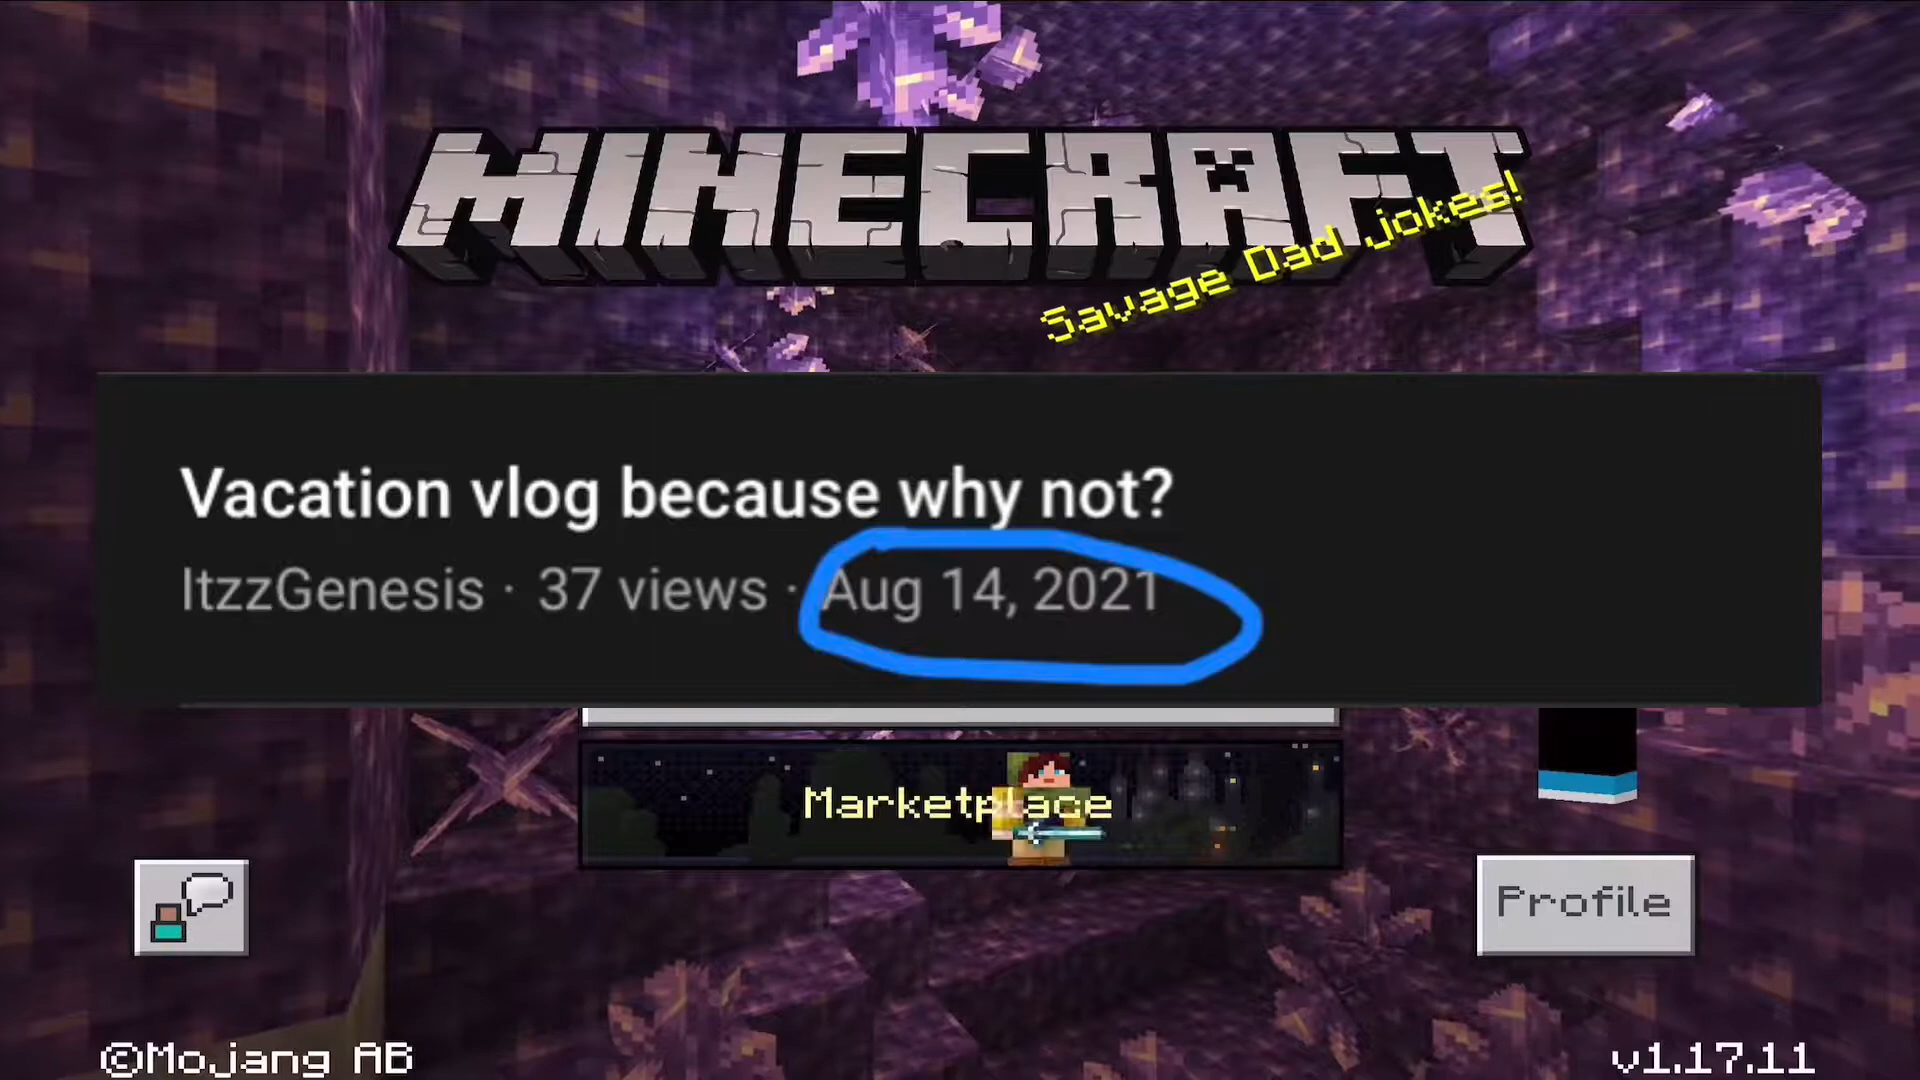 MINECRAFT
Savage Dad jokes!
Vacation vlog because why not?
ItzzGenesis · 37 views · Aug 14, 2021
Marketplace
Profile
©Mojang AB
v1.17.11